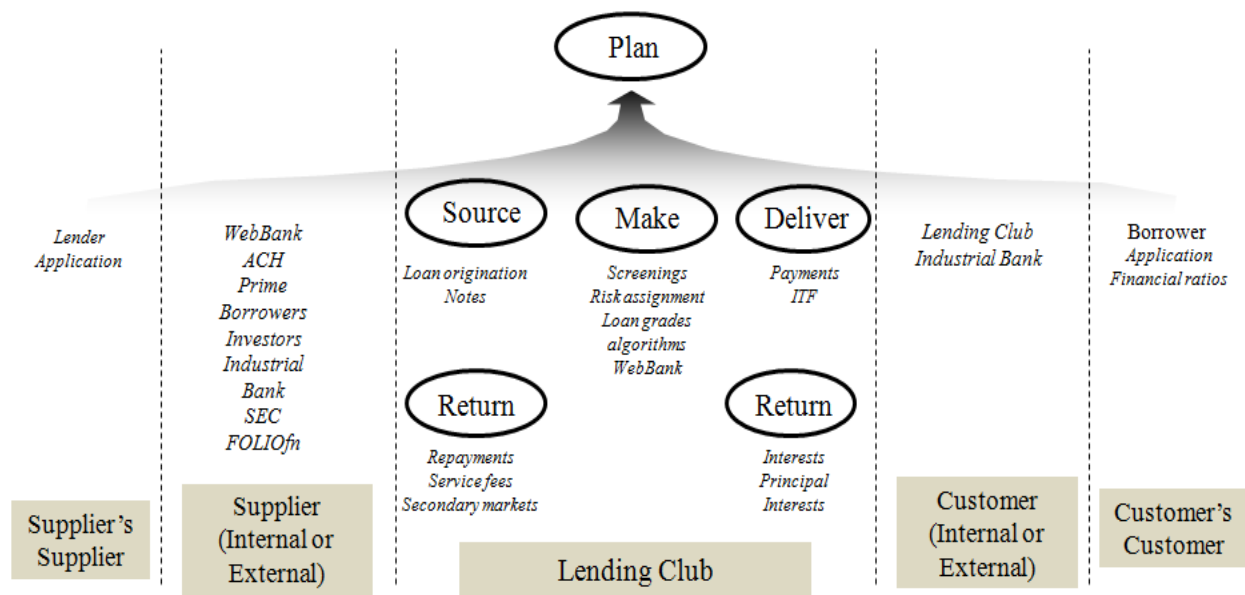 Plan
Source
Make
Deliver
Lender
Application
WebBank
ACH
Prime
Borrowers
Investors
Industrial
Bank
SEC
FOLIOfn
Loan origination
Notes
Screenings
Risk assignment
Loan grades
algorithms
WebBank
Payments
ITF
Lending Club
Industrial Bank
Borrower
Application
Financial ratios
Return
Return
Repayments
Service fees
Secondary markets
Interests
Principal
Interests
Supplier's
Supplier
Supplier
(Internal or
External)
Lending Club
Customer
(Internal or
External)
Customer's
Customer